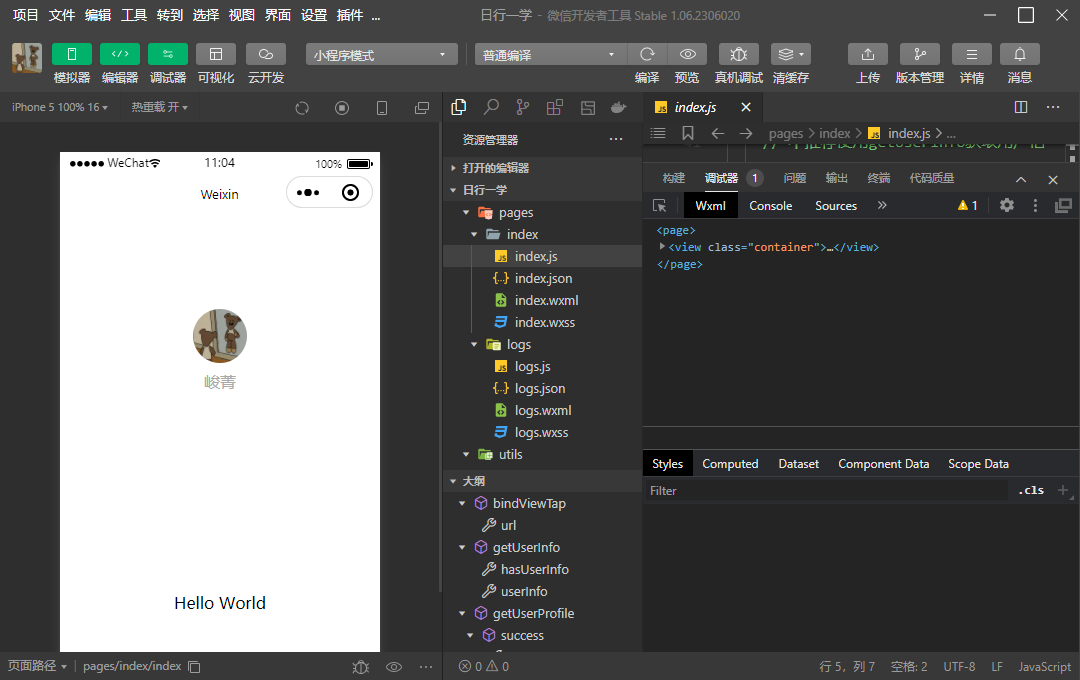 项目 文件 编辑 工具 转到 选择 视图 界面 设置 插件 ... 日行一学 - 微信开发者工具 Stable 1.06.2306020
小程序模式 普通编译
模拟器 编辑器 调试器 可视化 云开发 编译 预览 真机调试 清缓存 上传 版本管理 详情 消息
iPhone 5 100% 16 热重载 开
WeChat 11:04 100%
Weixin
峻菁
Hello World
页面路径 pages/index/index
资源管理器
打开的编辑器
日行一学
pages
index
index.js
index.json
index.wxml
index.wxss
logs
logs.js
logs.json
logs.wxml
logs.wxss
utils
大纲
bindViewTap
url
getUserInfo
hasUserInfo
userInfo
getUserProfile
success
0 0
index.js
pages > index > index.js > ...
构建 调试器 1 问题 输出 终端 代码质量
Wxml Console Sources 1
<page>
<view class="container">…</view>
</page>
Styles Computed Dataset Component Data Scope Data
Filter .cls
行 5，列 7 空格: 2 UTF-8 LF JavaScript